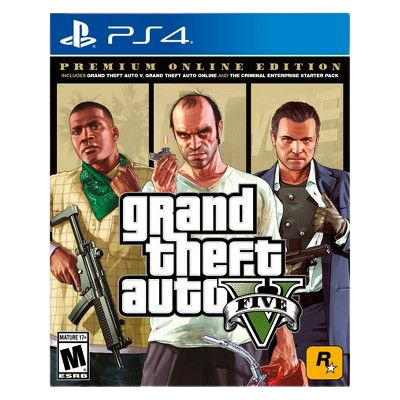 PS4
PREMIUM ONLINE EDITION
INCLUDES GRAND THEFT AUTO V, GRAND THEFT AUTO ONLINE AND THE CRIMINAL ENTERPRISE STARTER PACK
grand
theft
auto
V
FIVE
MATURE 17+
M
ESRB
R